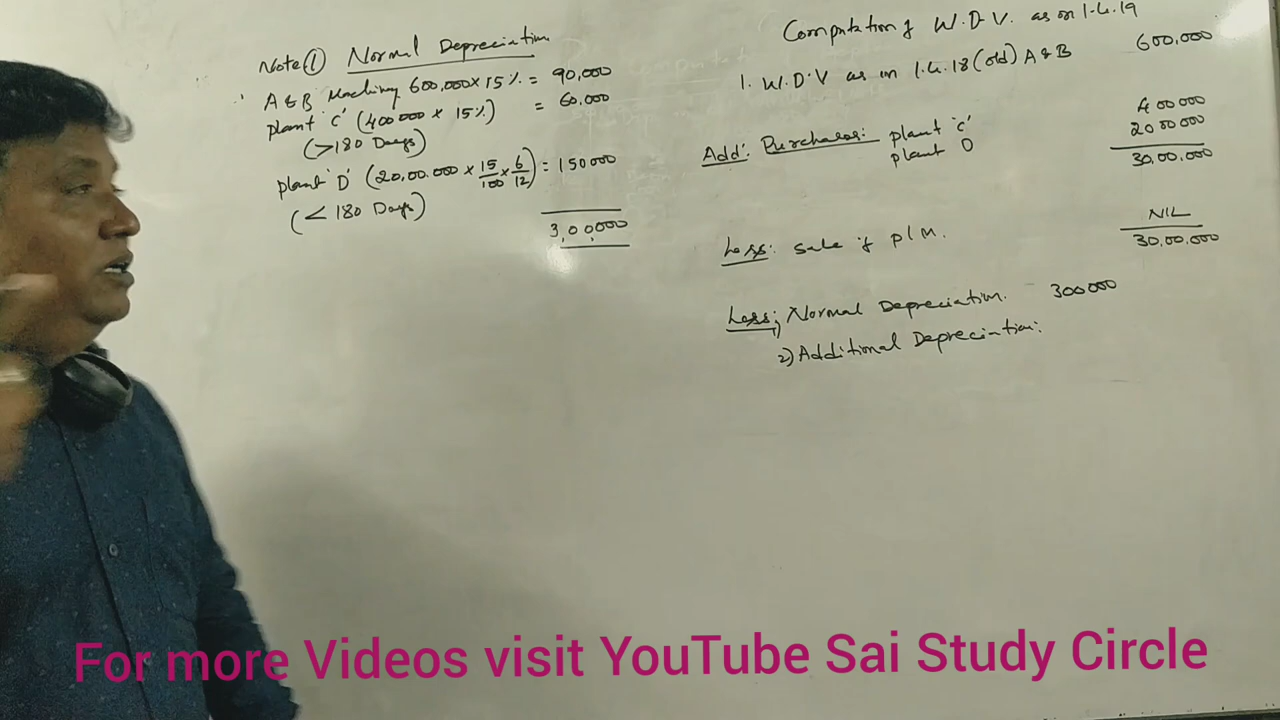 Note ① Normal Depreciation
A & B Machinery 600,000 x 15% = 90,000
plant 'C' (400000 x 15%) = 60.000
(>180 Days)
plant 'D' (20,00.000 x 15/100 x 6/12) = 150000
(< 180 Days)
3,00,000
Computation of W.D.V. as on 1.4.19
1. W.D.V as on 1.4.18 (old) A & B 600.000
Add: Purchases: plant 'C' 400000
plant D 2000000
30,00.000
Less: Sale of P/M. NIL
30,00.000
Less; Normal Depreciation. 300000
2) Additional Depreciation:
For more Videos visit YouTube Sai Study Circle